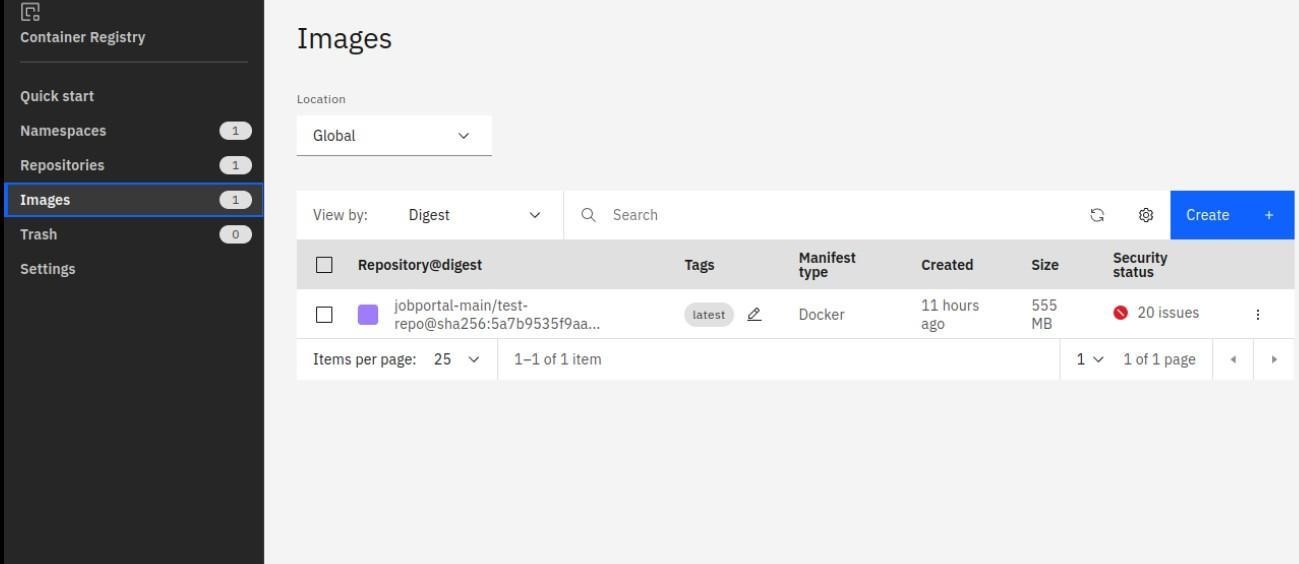 Container Registry
Quick start
Namespaces 1
Repositories 1
Images 1
Trash 0
Settings
Images
Location
Global
View by: Digest Search Create +
Repository@digest Tags Manifest type Created Size Security status
jobportal-main/test-
repo@sha256:5a7b9535f9aa... latest Docker 11 hours ago 555 MB 20 issues
Items per page: 25 1–1 of 1 item 1 1 of 1 page